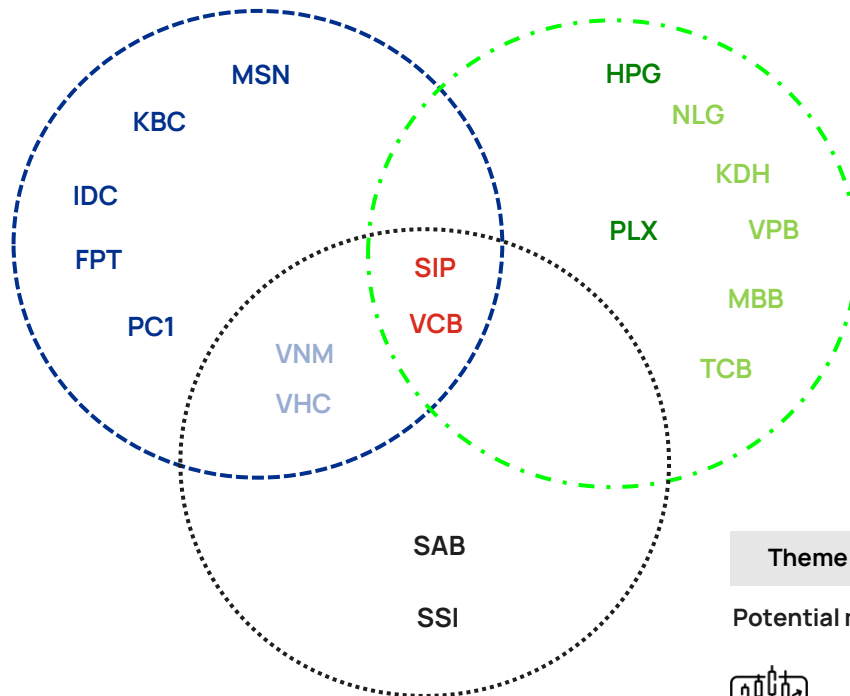 MSN
KBC
IDC
FPT
PC1
VNM
VHC
SIP
VCB
HPG
NLG
KDH
PLX
VPB
MBB
TCB
SAB
SSI
Theme
Potential